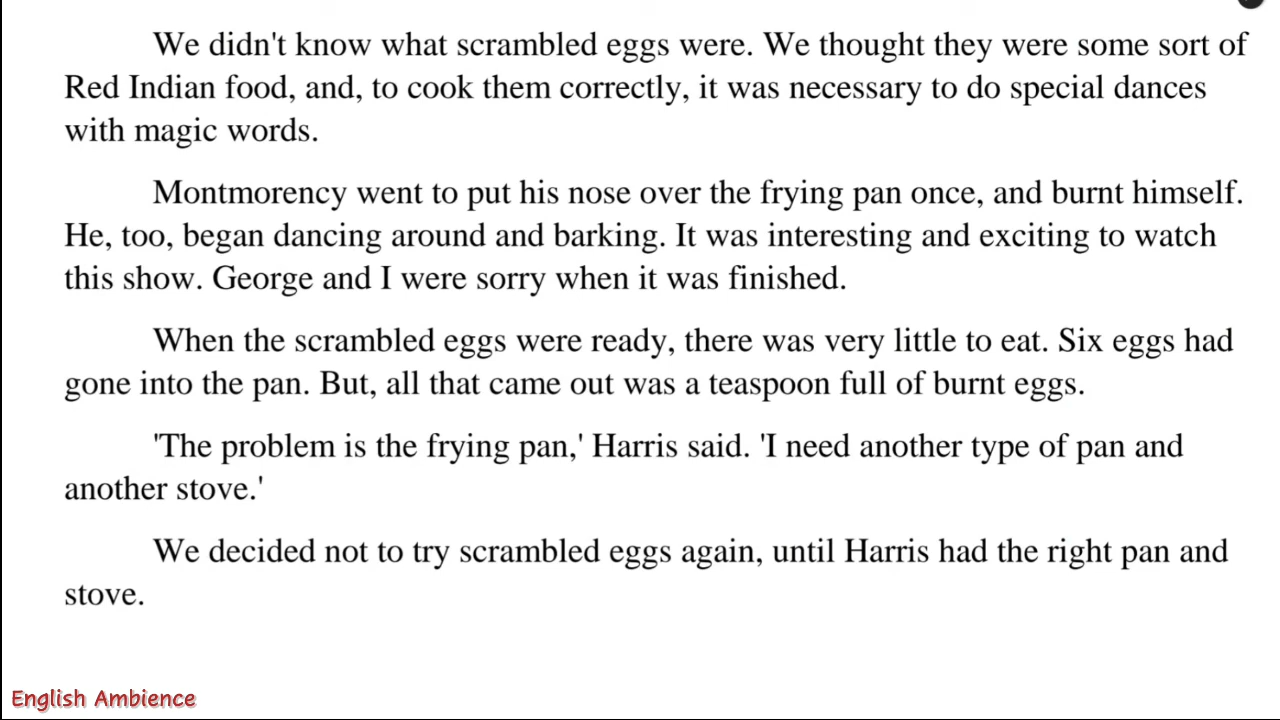 We didn't know what scrambled eggs were. We thought they were some sort of
Red Indian food, and, to cook them correctly, it was necessary to do special dances
with magic words.
Montmorency went to put his nose over the frying pan once, and burnt himself.
He, too, began dancing around and barking. It was interesting and exciting to watch
this show. George and I were sorry when it was finished.
When the scrambled eggs were ready, there was very little to eat. Six eggs had
gone into the pan. But, all that came out was a teaspoon full of burnt eggs.
'The problem is the frying pan,' Harris said. 'I need another type of pan and
another stove.'
We decided not to try scrambled eggs again, until Harris had the right pan and
stove.
English Ambience